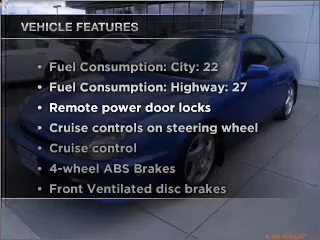 VEHICLE FEATURES
• Fuel Consumption: City: 22
• Fuel Consumption: Highway: 27
• Remote power door locks
• Cruise controls on steering wheel
• Cruise control
• 4-wheel ABS Brakes
• Front Ventilated disc brakes